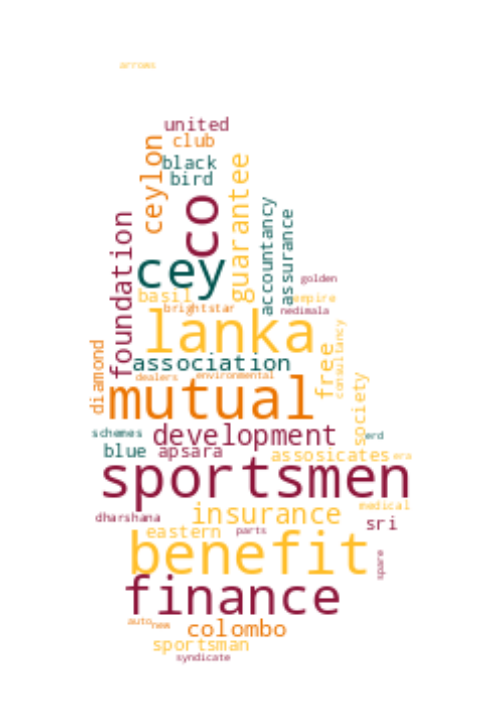 arrows
united
club
ceylon
black
bird
guarantee
co
accountancy
assurance
foundation
cey
golden
basil
empire
brightstar
nedimala
lanka
association
free
consultancy
diamond
dealers
environmental
mutual
society
schemes
development
erd
blue
apsara
assosicates
era
sportsmen
insurance
medical
dharshana
sri
eastern
parts
benefit
spare
finance
auto
new
colombo
sportsman
syndicate